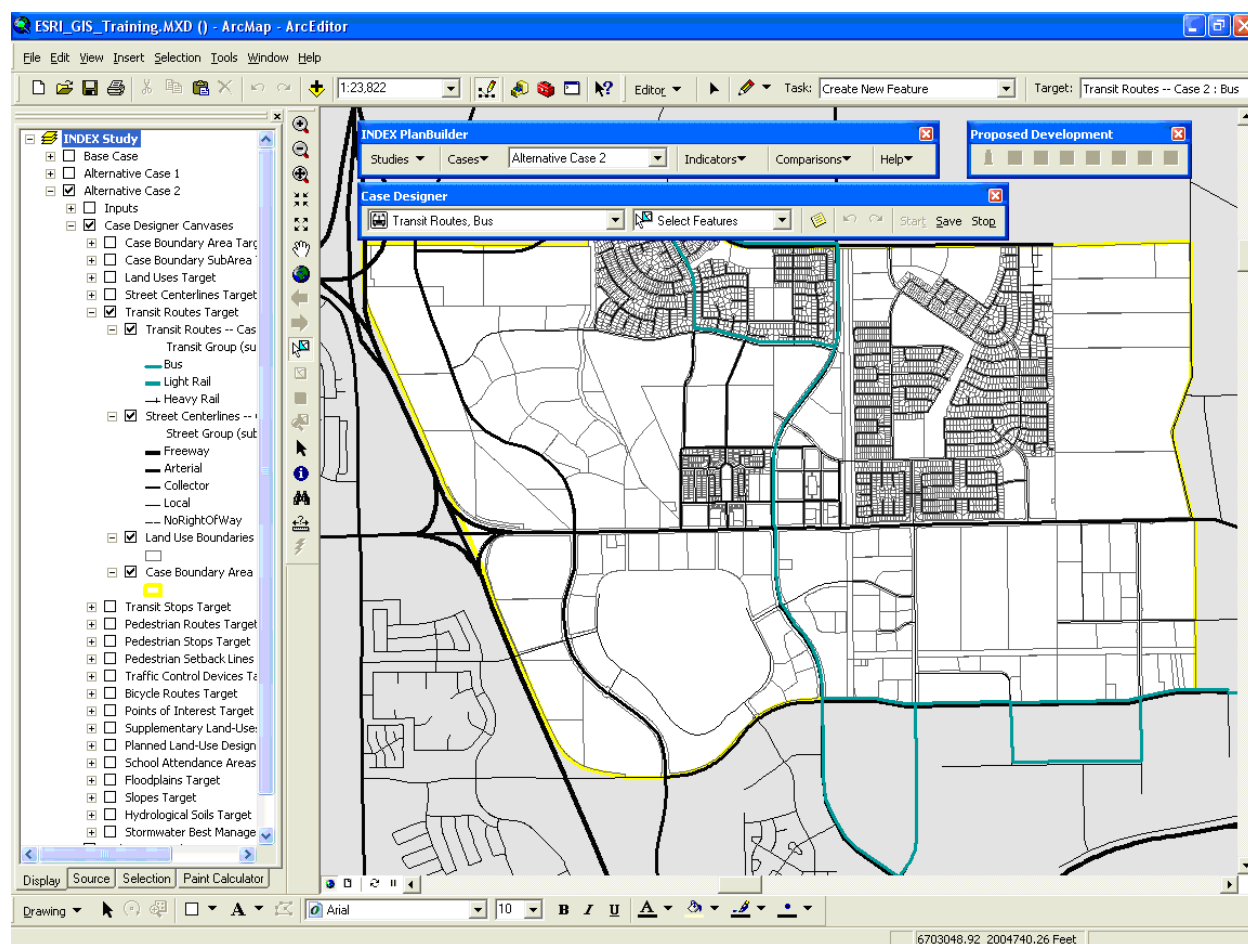 ESRI_GIS_Training.MXD () - ArcMap - ArcEditor
File Edit View Insert Selection Tools Window Help
1:23,822 Editor Task: Create New Feature Target: Transit Routes -- Case 2 : Bus
INDEX Study
Base Case
Alternative Case 1
Alternative Case 2
Inputs
Case Designer Canvases
Case Boundary Area Targ
Case Boundary SubArea T
Land Uses Target
Street Centerlines Target
Transit Routes Target
Transit Routes -- Cas
Transit Group (su
Bus
Light Rail
Heavy Rail
Street Centerlines --
Street Group (sub
Freeway
Arterial
Collector
Local
NoRightOfWay
Land Use Boundaries
Case Boundary Area
Transit Stops Target
Pedestrian Routes Target
Pedestrian Stops Target
Pedestrian Setback Lines
Traffic Control Devices Ta
Bicycle Routes Target
Points of Interest Target
Supplementary Land-Use
Planned Land-Use Design
School Attendance Areas
Floodplains Target
Slopes Target
Hydrological Soils Target
Stormwater Best Manage
Display Source Selection Paint Calculator
INDEX PlanBuilder
Studies Cases Alternative Case 2 Indicators Comparisons Help
Proposed Development
Case Designer
Transit Routes, Bus Select Features Start Save Stop
Drawing A Arial 10 B I U A
6703048.92 2004740.26 Feet